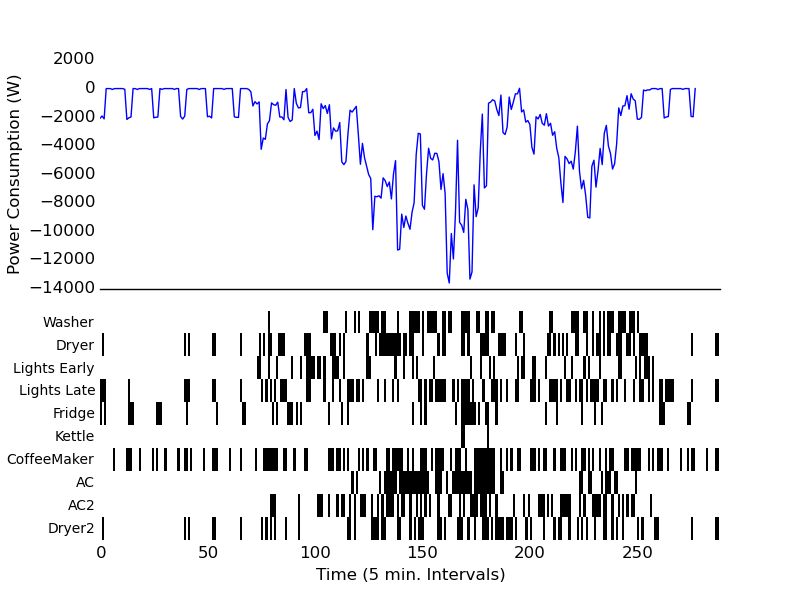 2000
0
−2000
−4000
−6000
−8000
−10000
−12000
−14000
Power Consumption (W)
Washer
Dryer
Lights Early
Lights Late
Fridge
Kettle
CoffeeMaker
AC
AC2
Dryer2
0 50 100 150 200 250
Time (5 min. Intervals)